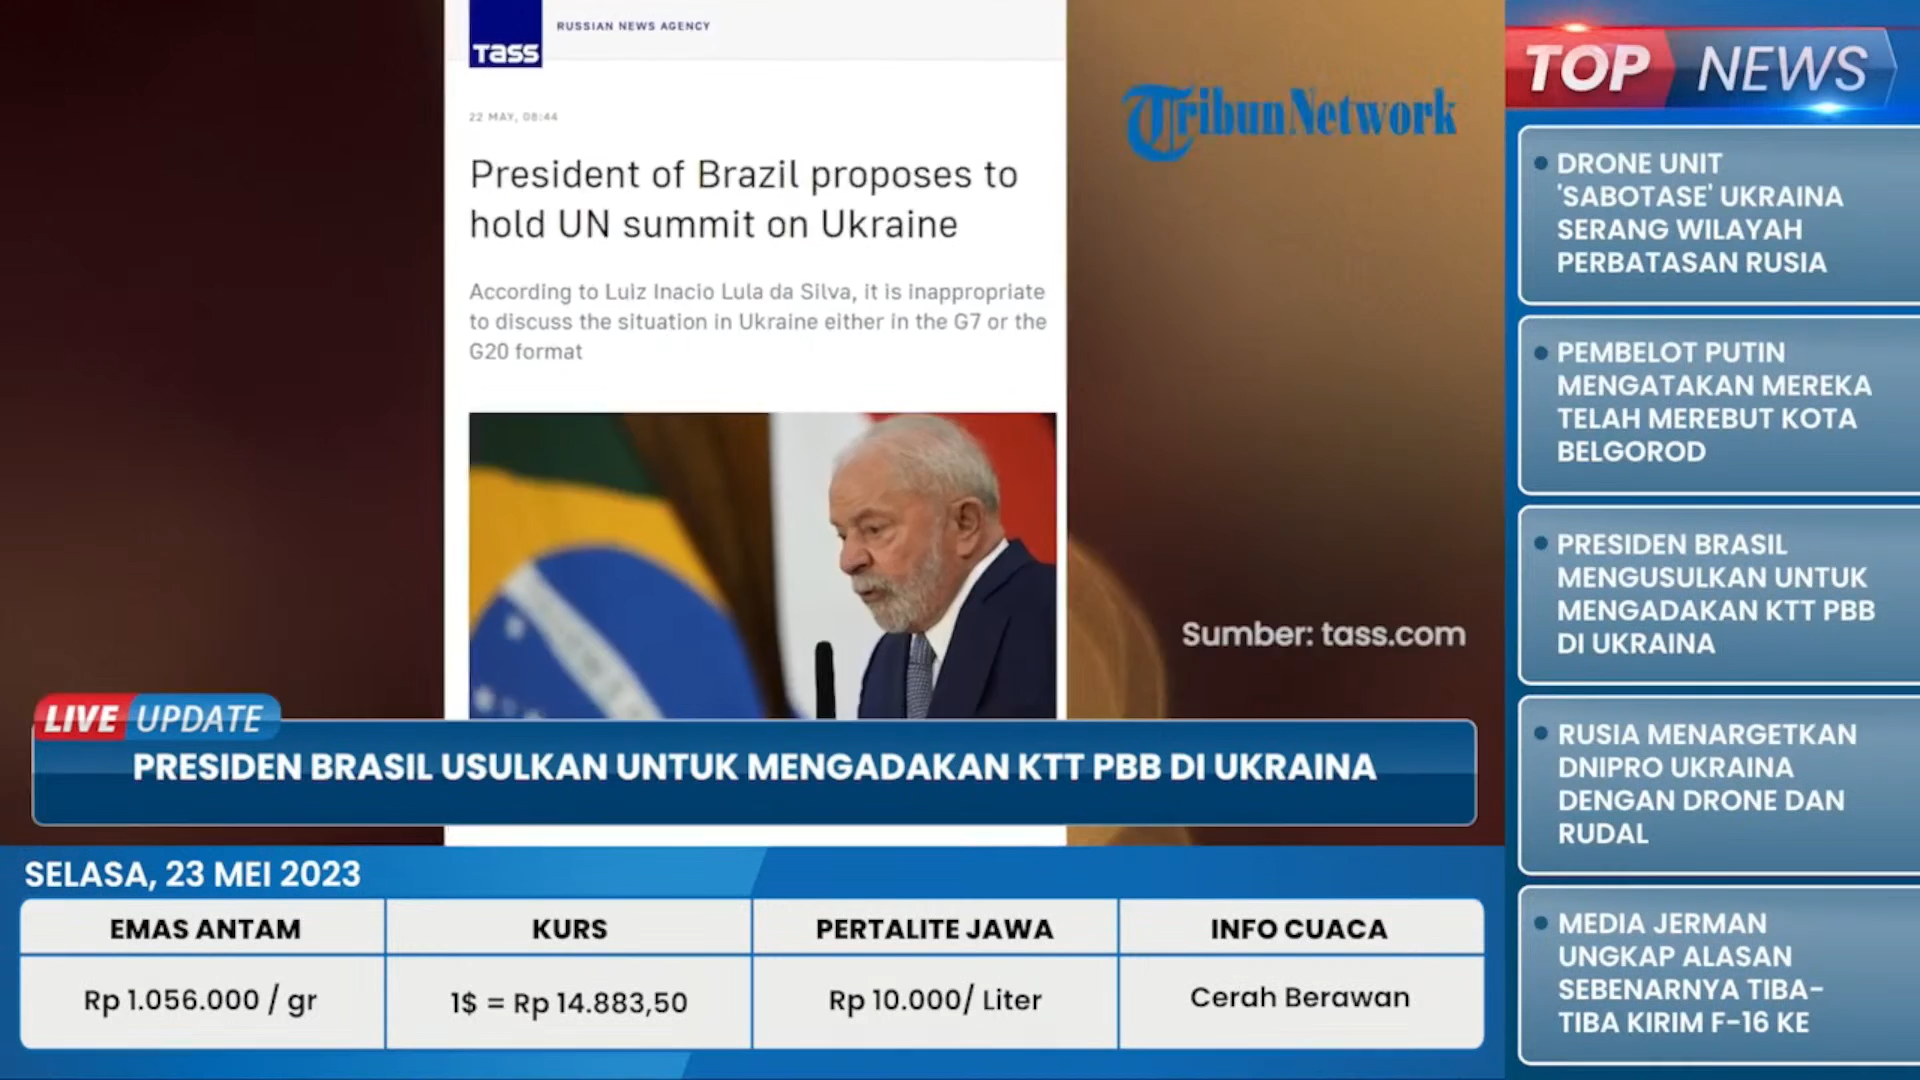 Tass
RUSSIAN NEWS AGENCY
22 MAY, 08:44
President of Brazil proposes to
hold UN summit on Ukraine
According to Luiz Inacio Lula da Silva, it is inappropriate
to discuss the situation in Ukraine either in the G7 or the
G20 format
TribunNetwork
Sumber: tass.com
LIVE UPDATE
PRESIDEN BRASIL USULKAN UNTUK MENGADAKAN KTT PBB DI UKRAINA
SELASA, 23 MEI 2023
EMAS ANTAM
KURS
PERTALITE JAWA
INFO CUACA
Rp 1.056.000 / gr
1$ = Rp 14.883,50
Rp 10.000/ Liter
Cerah Berawan
TOP NEWS
DRONE UNIT
'SABOTASE' UKRAINA
SERANG WILAYAH
PERBATASAN RUSIA
PEMBELOT PUTIN
MENGATAKAN MEREKA
TELAH MEREBUT KOTA
BELGOROD
PRESIDEN BRASIL
MENGUSULKAN UNTUK
MENGADAKAN KTT PBB
DI UKRAINA
RUSIA MENARGETKAN
DNIPRO UKRAINA
DENGAN DRONE DAN
RUDAL
MEDIA JERMAN
UNGKAP ALASAN
SEBENARNYA TIBA-
TIBA KIRIM F-16 KE